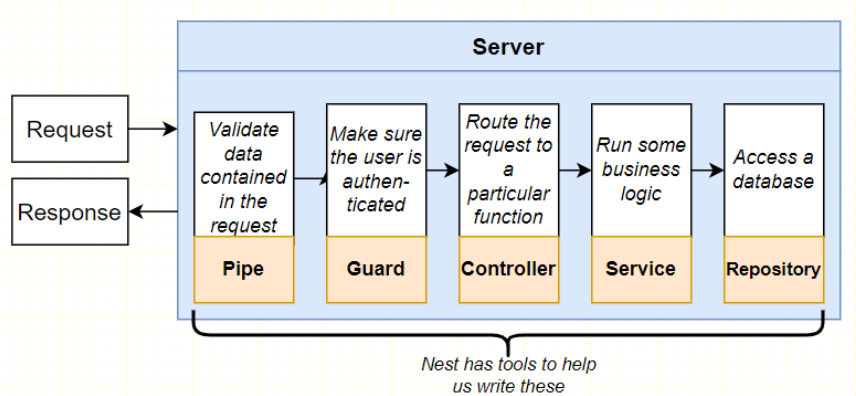 Server
Request
Response
Validate
data
contained
in the
request
Pipe
Make sure
the user is
authen-
ticated
Guard
Route the
request to
a
particular
function
Controller
Run some
business
logic
Service
Access a
database
Repository
Nest has tools to help
us write these